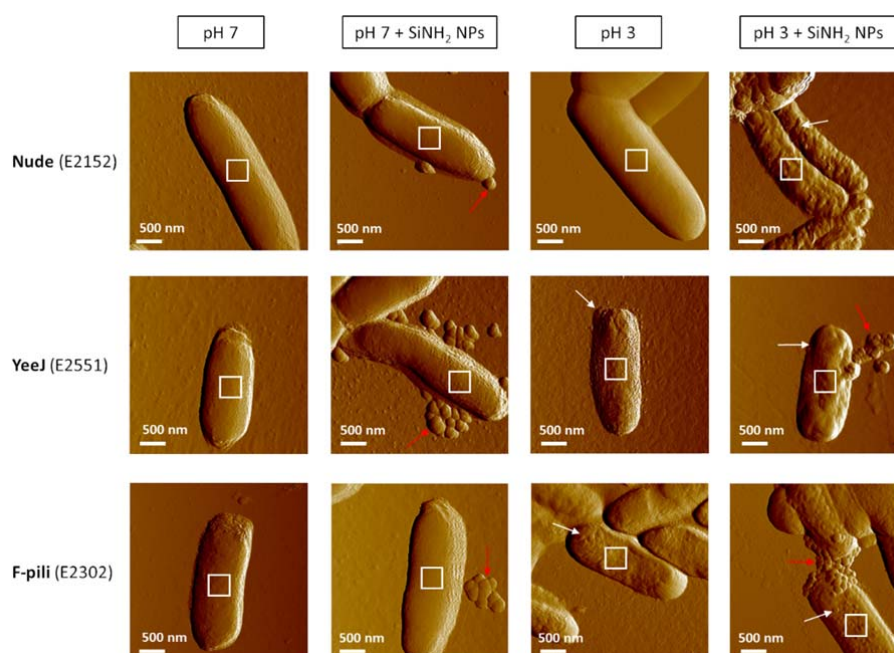 pH 7
pH 7 + SiNH₂ NPs
pH 3
pH 3 + SiNH₂ NPs
Nude (E2152)
500 nm
500 nm
500 nm
500 nm
YeeJ (E2551)
500 nm
500 nm
500 nm
500 nm
F-pili (E2302)
500 nm
500 nm
500 nm
500 nm